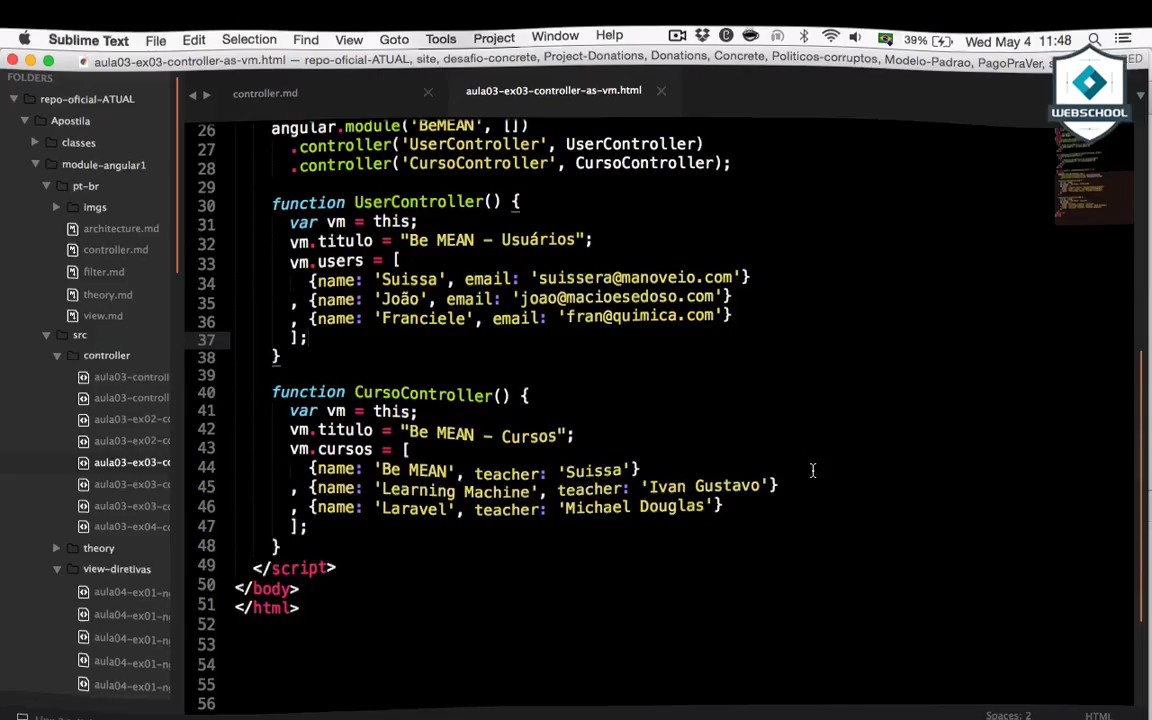 Sublime Text File Edit Selection Find View Goto Tools Project Window Help 39% Wed May 4 11:48
aula03-ex03-controller-as-vm.html — repo-oficial-ATUAL, site, desafio-concrete, Project-Donations, Donations, Concrete, Politicos-corruptos, Modelo-Padrao, PagoPraVer,
WEBSCHOOL
FOLDERS
repo-oficial-ATUAL
Apostila
classes
module-angular1
pt-br
imgs
architecture.md
controller.md
filter.md
theory.md
view.md
src
controller
aula03-controll
aula03-controll
aula03-ex02-c
aula03-ex02-c
aula03-ex03-c
aula03-ex03-c
aula03-ex03-c
aula03-ex04-c
theory
view-diretivas
aula04-ex01-n
aula04-ex01-n
aula04-ex01-n
aula04-ex01-n
aula04-ex01-n
controller.md
aula03-ex03-controller-as-vm.html
26 angular.module('BeMEAN', [])
27 .controller('UserController', UserController)
28 .controller('CursoController', CursoController);
29
30 function UserController() {
31 var vm = this;
32 vm.titulo = "Be MEAN - Usuários";
33 vm.users = [
34 {name: 'Suissa', email: 'suissera@manoveio.com'}
35 , {name: 'João', email: 'joao@macioesedoso.com'}
36 , {name: 'Franciele', email: 'fran@quimica.com'}
37 ];
38 }
39
40 function CursoController() {
41 var vm = this;
42 vm.titulo = "Be MEAN - Cursos";
43 vm.cursos = [
44 {name: 'Be MEAN', teacher: 'Suissa'}
45 , {name: 'Learning Machine', teacher: 'Ivan Gustavo'}
46 , {name: 'Laravel', teacher: 'Michael Douglas'}
47 ];
48 }
49 </script>
50 </body>
51 </html>
52
53
54
55
56
Spaces: 2 HTML